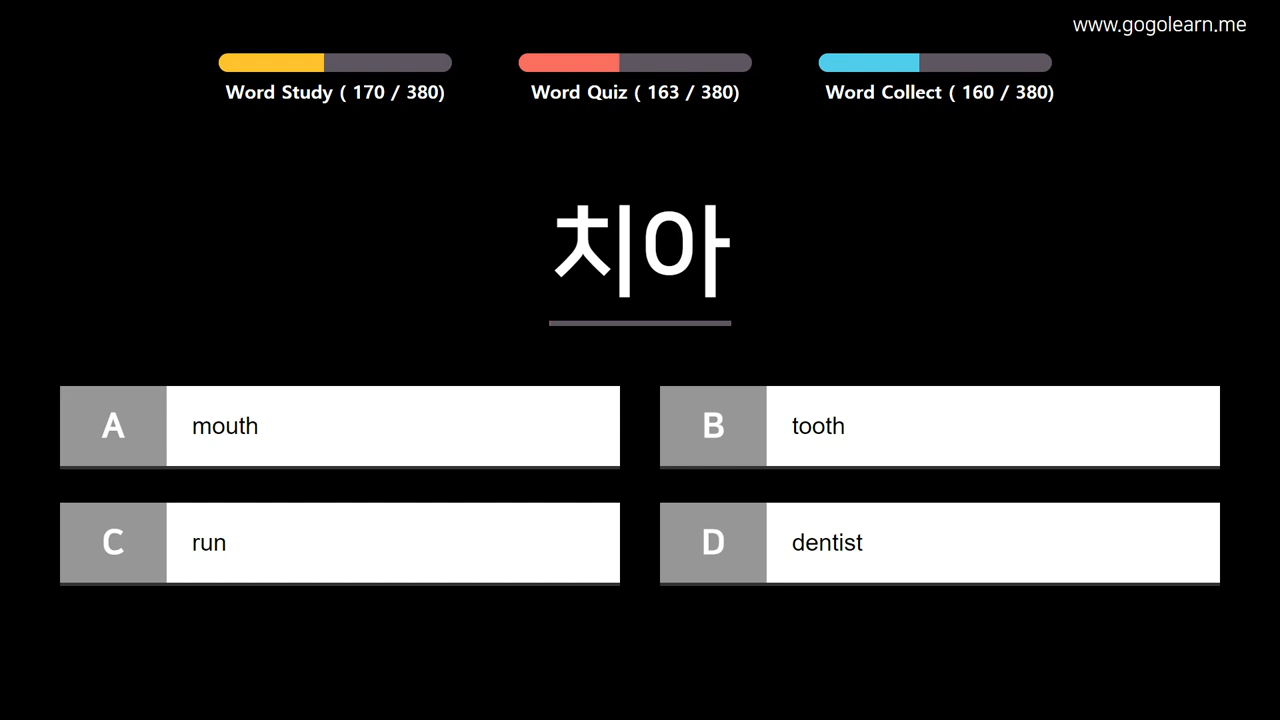 www.gogolearn.me
Word Study ( 170 / 380)
Word Quiz ( 163 / 380)
Word Collect ( 160 / 380)
치아
A mouth
B tooth
C run
D dentist